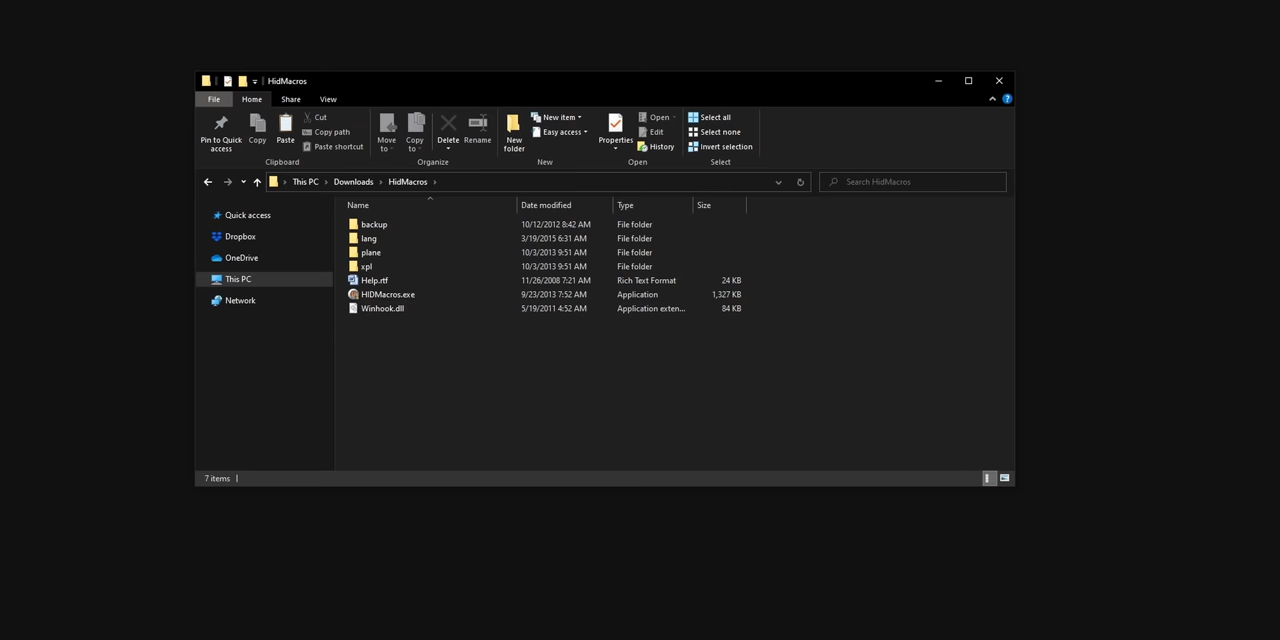 HidMacros
File Home Share View
Pin to Quick access
Copy
Paste
Cut
Copy path
Paste shortcut
Clipboard
Move to
Copy to
Delete
Rename
Organize
New folder
New item
Easy access
New
Properties
Open
Edit
History
Open
Select all
Select none
Invert selection
Select
This PC › Downloads › HidMacros ›
Search HidMacros
Quick access
Dropbox
OneDrive
This PC
Network
Name Date modified Type Size
backup 10/12/2012 8:42 AM File folder
lang 3/19/2015 6:31 AM File folder
plane 10/3/2013 9:51 AM File folder
xpl 10/3/2013 9:51 AM File folder
Help.rtf 11/26/2008 7:21 AM Rich Text Format 24 KB
HIDMacros.exe 9/23/2013 7:52 AM Application 1,327 KB
Winhook.dll 5/19/2011 4:52 AM Application exten... 84 KB
7 items